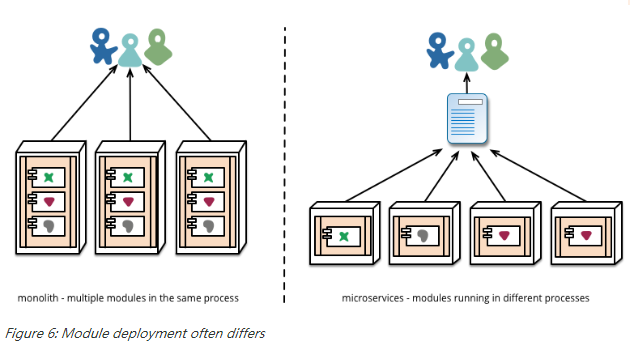 monolith - multiple modules in the same process
microservices - modules running in different processes
Figure 6: Module deployment often differs